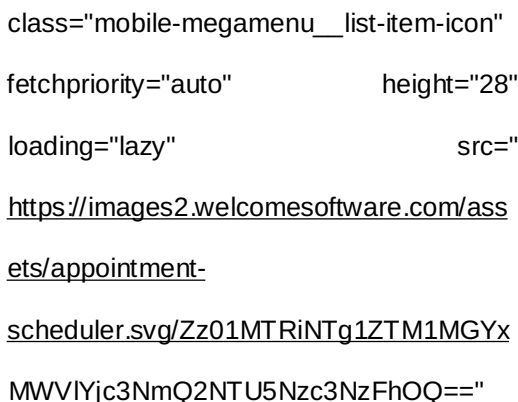 class="mobile-megamenu__list-item-icon"
fetchpriority="auto" height="28"
loading="lazy" src="
https://images2.welcomesoftware.com/ass
ets/appointment-
scheduler.svg/Zz01MTRiNTg1ZTM1MGYx
MWVlYjc3NmQ2NTU5Nzc3NzFhOQ=="